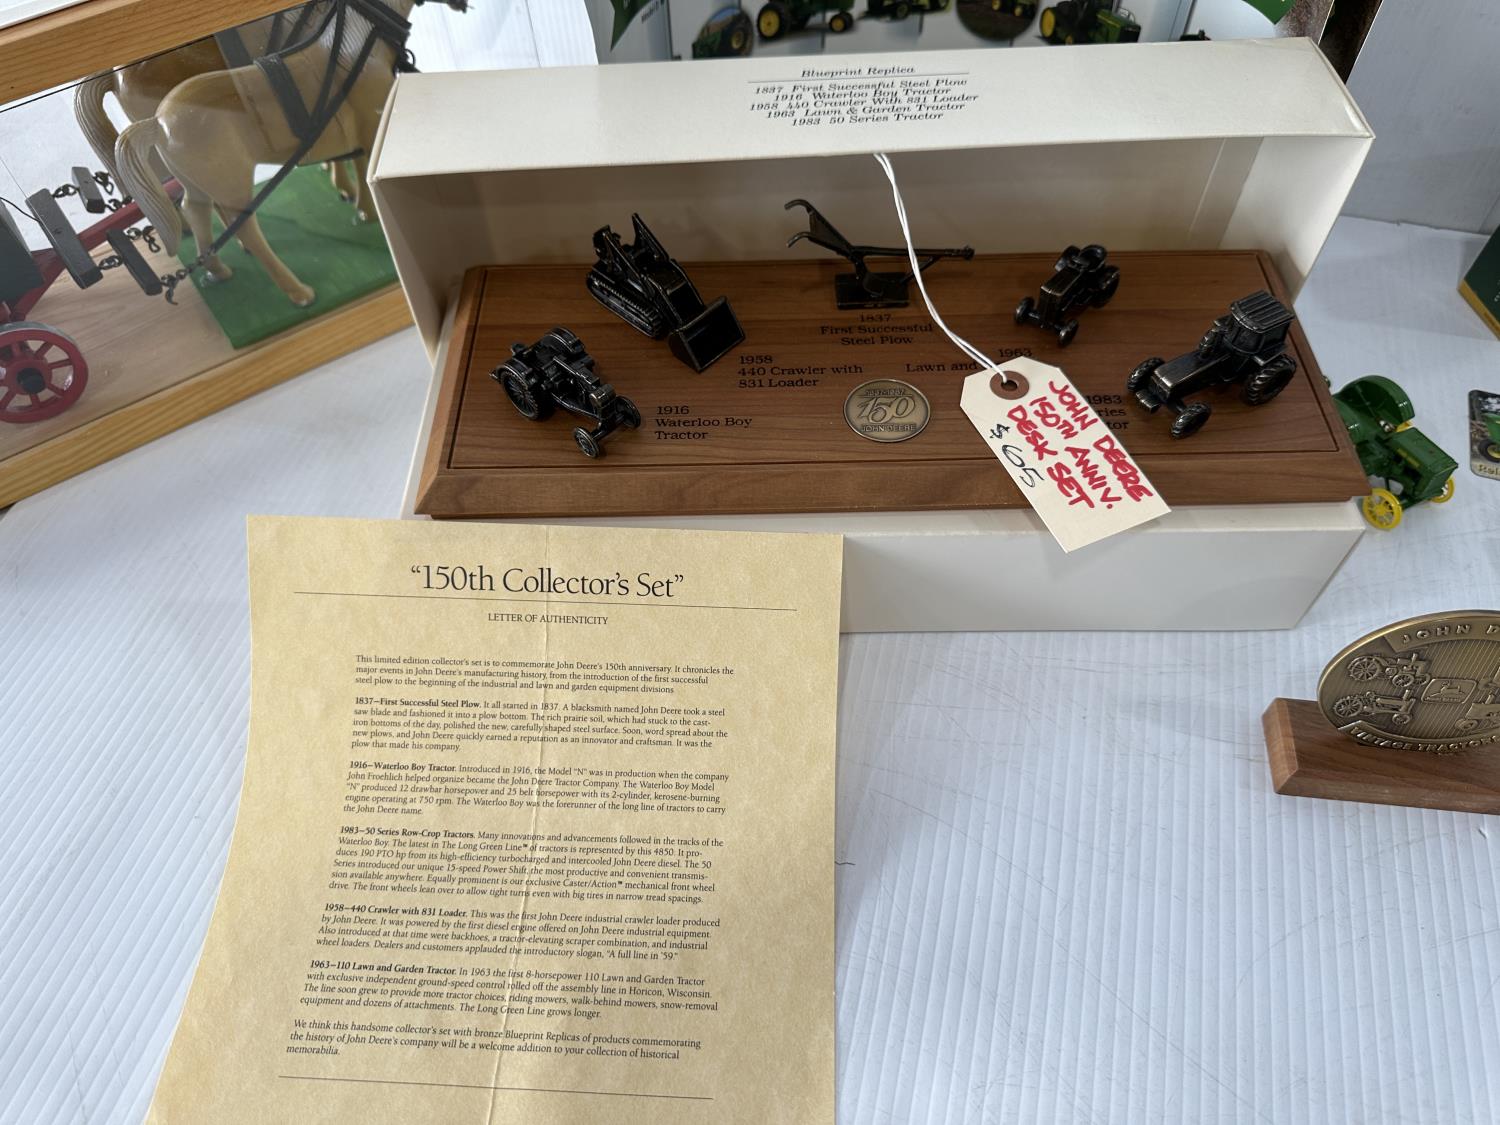 Blueprint Replica
1837 First Successful Steel Plow
1916 Waterloo Boy Tractor
1958 440 Crawler With 831 Loader
1963 Lawn & Garden Tractor
1983 50 Series Tractor
1837
First Successful
Steel Plow
1958
440 Crawler with
831 Loader
1963
Lawn and
1916
Waterloo Boy
Tractor
1837-1987
150
JOHN DEERE
1983
JOHN DEERE
150TH ANNIV.
DESK SET
$65
"150th Collector's Set"
LETTER OF AUTHENTICITY
This limited edition collector's set is to commemorate John Deere's 150th anniversary. It chronicles the
major events in John Deere's manufacturing history, from the introduction of the first successful
steel plow to the beginning of the industrial and lawn and garden equipment divisions
1837—First Successful Steel Plow. It all started in 1837. A blacksmith named John Deere took a steel
saw blade and fashioned it into a plow bottom. The rich prairie soil, which had stuck to the cast-
iron bottoms of the day, polished the new, carefully shaped steel surface. Soon, word spread about the
new plows, and John Deere quickly earned a reputation as an innovator and craftsman. It was the
plow that made his company.
1916—Waterloo Boy Tractor. Introduced in 1916, the Model "N" was in production when the company
John Froehlich helped organize became the John Deere Tractor Company. The Waterloo Boy Model
"N" produced 12 drawbar horsepower and 25 belt horsepower with its 2-cylinder, kerosene-burning
engine operating at 750 rpm. The Waterloo Boy was the forerunner of the long line of tractors to carry
the John Deere name.
1983—50 Series Row-Crop Tractors. Many innovations and advancements followed in the tracks of the
Waterloo Boy. The latest in The Long Green Line™ of tractors is represented by this 4850. It pro-
duces 190 PTO hp from its high-efficiency turbocharged and intercooled John Deere diesel. The 50
Series introduced our unique 15-speed Power Shift, the most productive and convenient transmis-
sion available anywhere. Equally prominent is our exclusive Caster/Action™ mechanical front wheel
drive. The front wheels lean over to allow tight turns even with big tires in narrow tread spacings.
1958—440 Crawler with 831 Loader. This was the first John Deere industrial crawler loader produced
by John Deere. It was powered by the first diesel engine offered on John Deere industrial equipment.
Also introduced at that time were backhoes, a tractor-elevating scraper combination, and industrial
wheel loaders. Dealers and customers applauded the introductory slogan, "A full line in '59."
1963—110 Lawn and Garden Tractor. In 1963 the first 8-horsepower 110 Lawn and Garden Tractor
with exclusive independent ground-speed control rolled off the assembly line in Horicon, Wisconsin.
The line soon grew to provide more tractor choices, riding mowers, walk-behind mowers, snow-removal
equipment and dozens of attachments. The Long Green Line grows longer.
We think this handsome collector's set with bronze Blueprint Replicas of products commemorating
the history of John Deere's company will be a welcome addition to your collection of historical
memorabilia.
JOHN D
VINTAGE TRACTORS